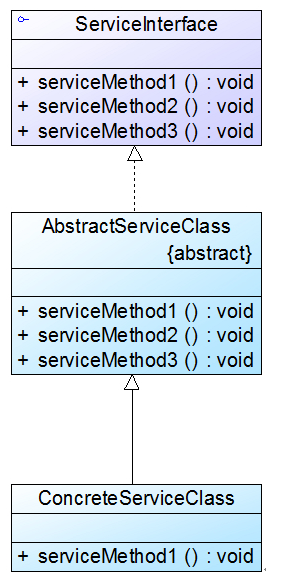 ServiceInterface
+ serviceMethod1 () : void
+ serviceMethod2 () : void
+ serviceMethod3 () : void
AbstractServiceClass
{abstract}
+ serviceMethod1 () : void
+ serviceMethod2 () : void
+ serviceMethod3 () : void
ConcreteServiceClass
+ serviceMethod1 () : void